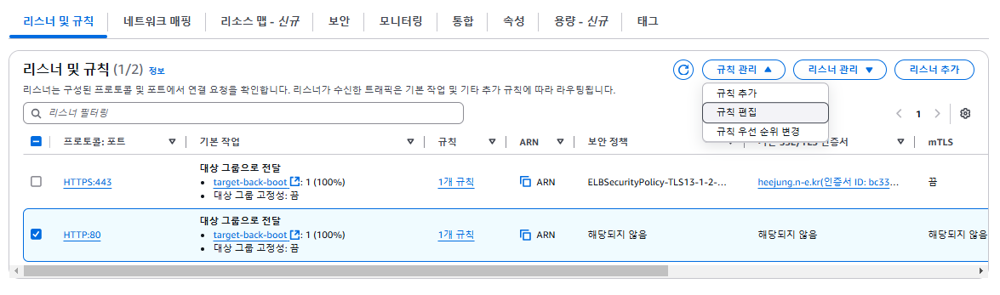 리스너 및 규칙 네트워크 매핑 리소스 맵 - 신규 보안 모니터링 통합 속성 용량 - 신규 태그
리스너 및 규칙 (1/2) 정보
규칙 관리 리스너 관리 리스너 추가
리스너는 구성된 프로토콜 및 포트에서 연결 요청을 확인합니다. 리스너가 수신한 트래픽은 기본 작업 및 기타 추가 규칙에 따라 라우팅됩니다.
규칙 추가
규칙 편집
규칙 우선 순위 변경
리스너 필터링
1
프로토콜: 포트 기본 작업 규칙 ARN 보안 정책 인증서 mTLS
대상 그룹으로 전달
HTTPS:443 • target-back-boot : 1 (100%) 1개 규칙 ARN ELBSecurityPolicy-TLS13-1-2-... heejung.n-e.kr(인증서 ID: bc33... 끔
• 대상 그룹 고정성: 끔
대상 그룹으로 전달
HTTP:80 • target-back-boot : 1 (100%) 1개 규칙 ARN 해당되지 않음 해당되지 않음 해당되지 않음
• 대상 그룹 고정성: 끔